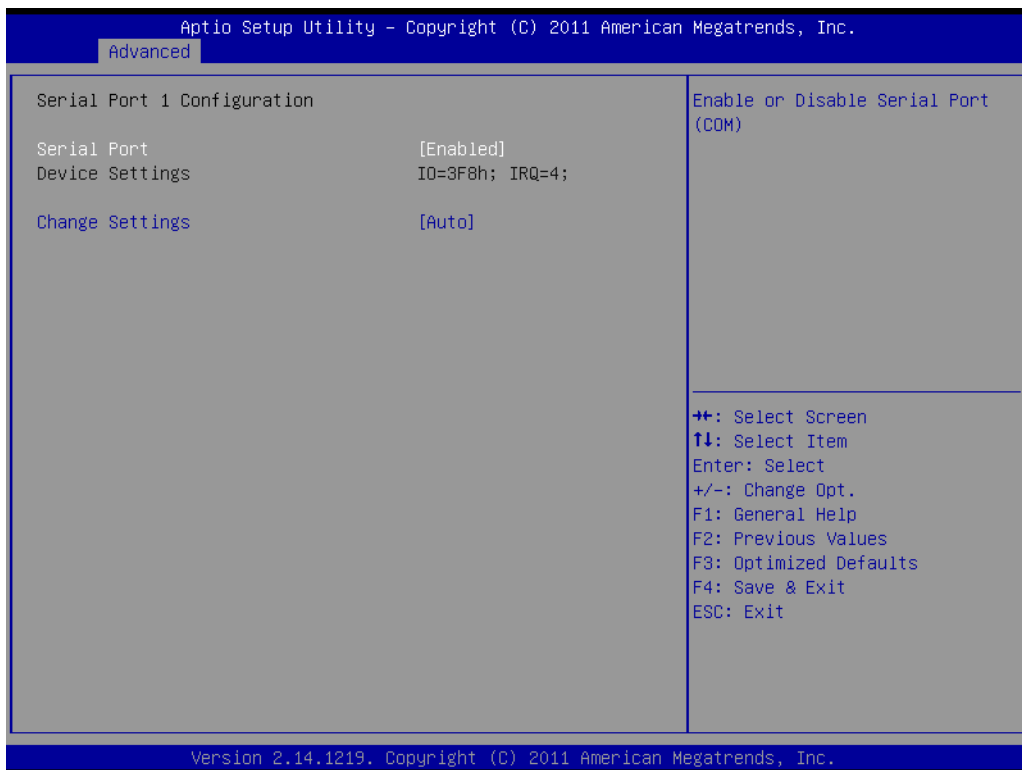 Aptio Setup Utility – Copyright (C) 2011 American Megatrends, Inc.
Advanced
Serial Port 1 Configuration
Serial Port [Enabled]
Device Settings IO=3F8h; IRQ=4;
Change Settings [Auto]
Enable or Disable Serial Port
(COM)
→←: Select Screen
↑↓: Select Item
Enter: Select
+/-: Change Opt.
F1: General Help
F2: Previous Values
F3: Optimized Defaults
F4: Save & Exit
ESC: Exit
Version 2.14.1219. Copyright (C) 2011 American Megatrends, Inc.